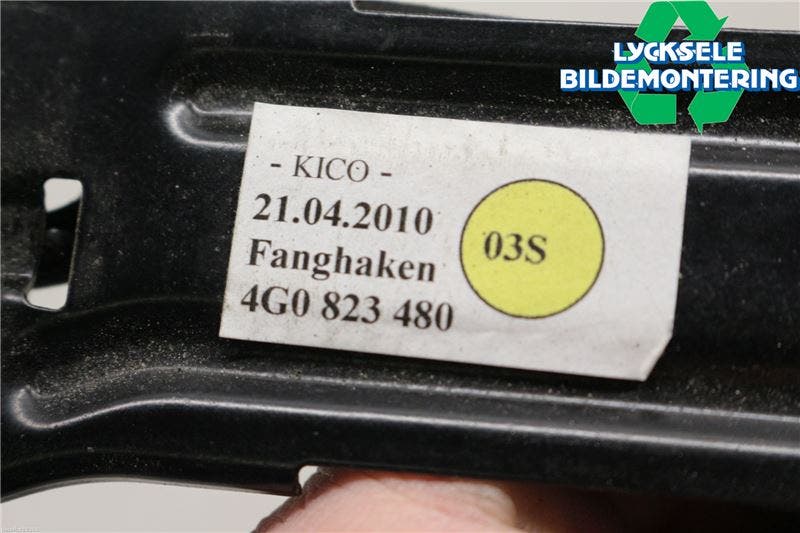 LYCKSELE
BILDEMONTERING
- KICO -
21.04.2010
Fanghaken
4G0 823 480
03S